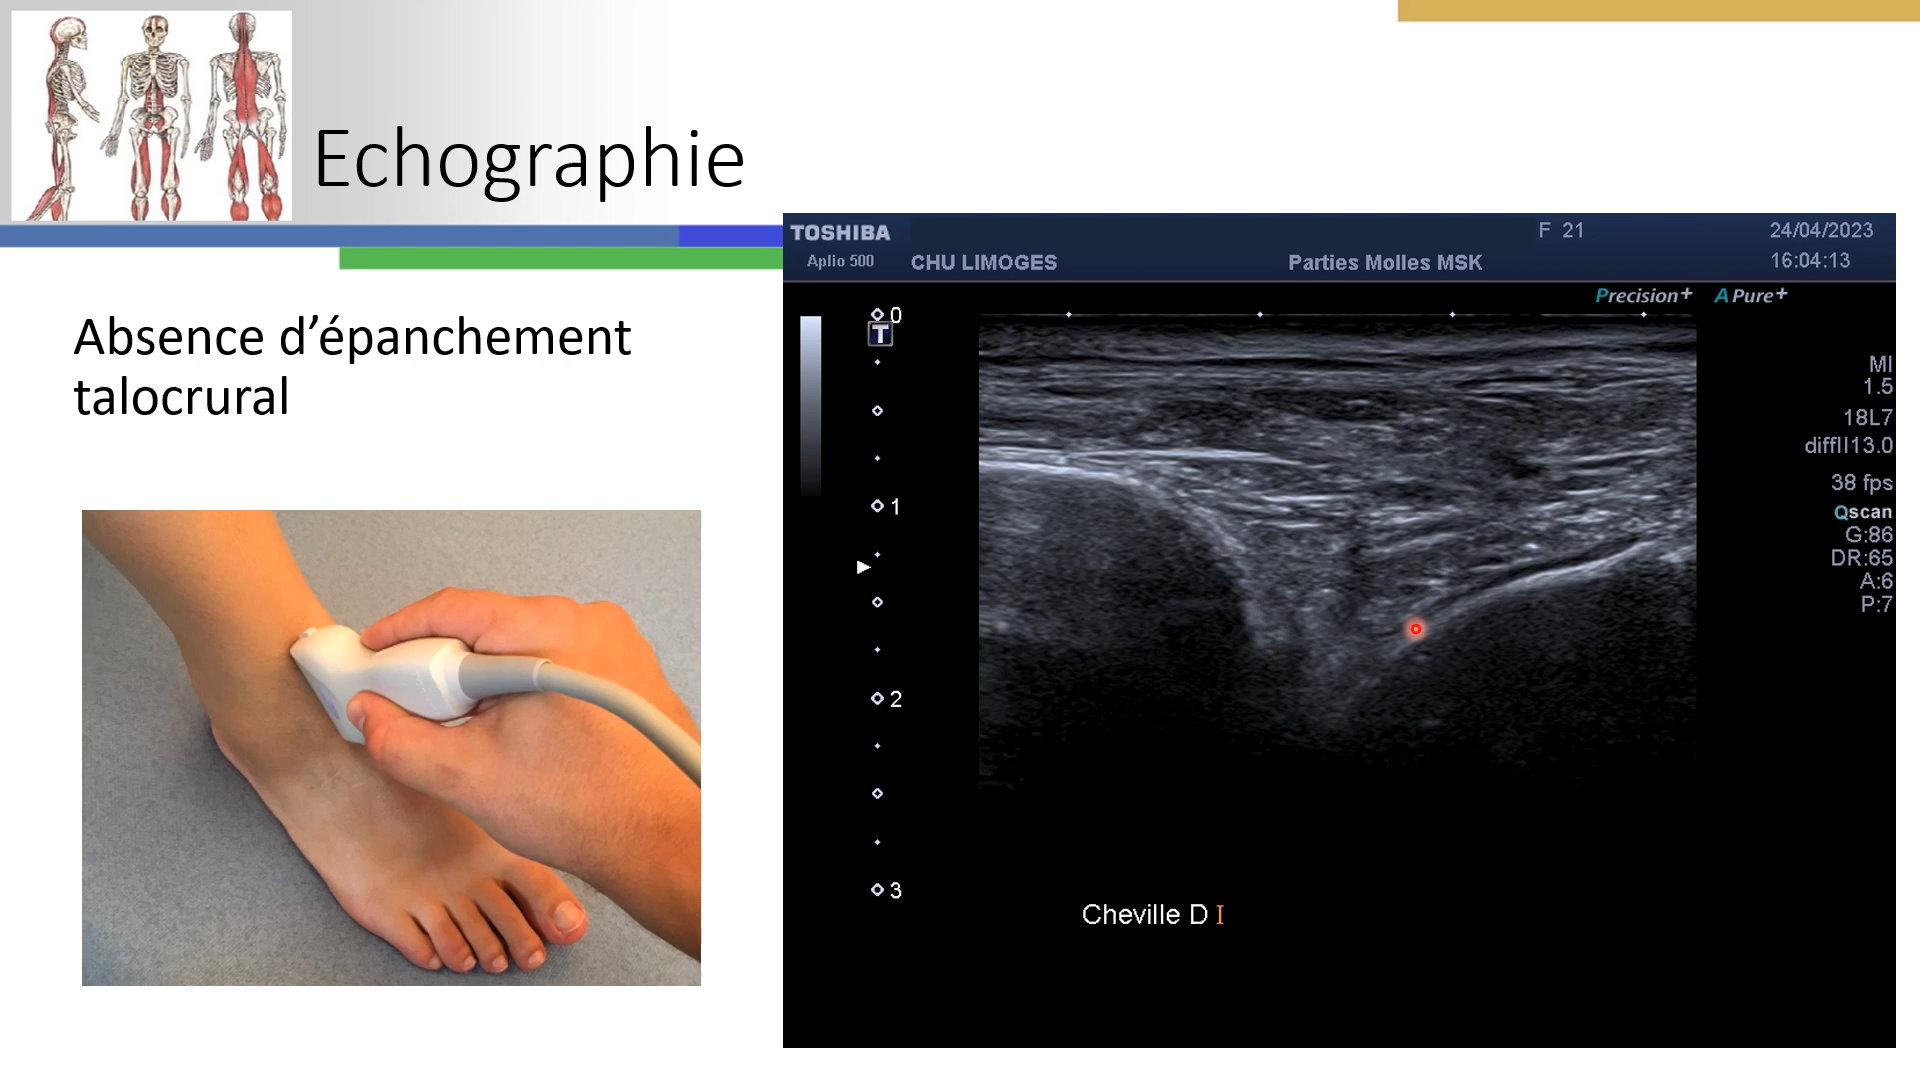 Echographie
Absence d’épanchement
talocrural
TOSHIBA
Aplio 500
CHU LIMOGES
Parties Molles MSK
F 21
24/04/2023
16:04:13
Precision+ APure+
0
T
1
2
3
MI
1.5
18L7
diffII13.0
38 fps
Qscan
G:86
DR:65
A:6
P:7
Cheville D